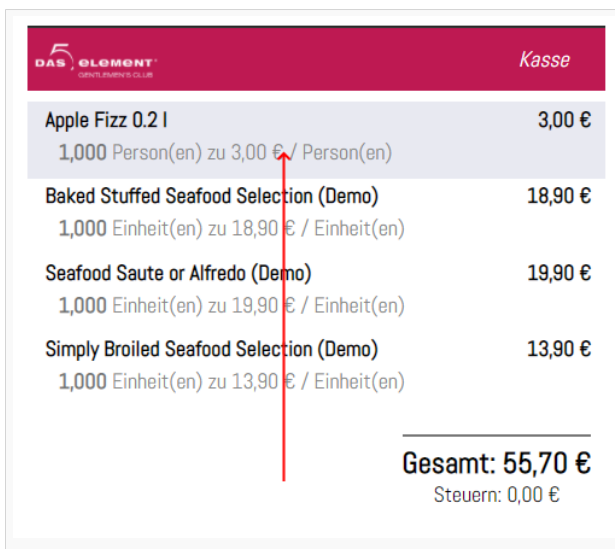 DAS 5 ELEMENT
GENTLEMEN'S CLUB
Kasse
Apple Fizz 0.2 l 3,00 €
1,000 Person(en) zu 3,00 € / Person(en)
Baked Stuffed Seafood Selection (Demo) 18,90 €
1,000 Einheit(en) zu 18,90 € / Einheit(en)
Seafood Saute or Alfredo (Demo) 19,90 €
1,000 Einheit(en) zu 19,90 € / Einheit(en)
Simply Broiled Seafood Selection (Demo) 13,90 €
1,000 Einheit(en) zu 13,90 € / Einheit(en)
Gesamt: 55,70 €
Steuern: 0,00 €